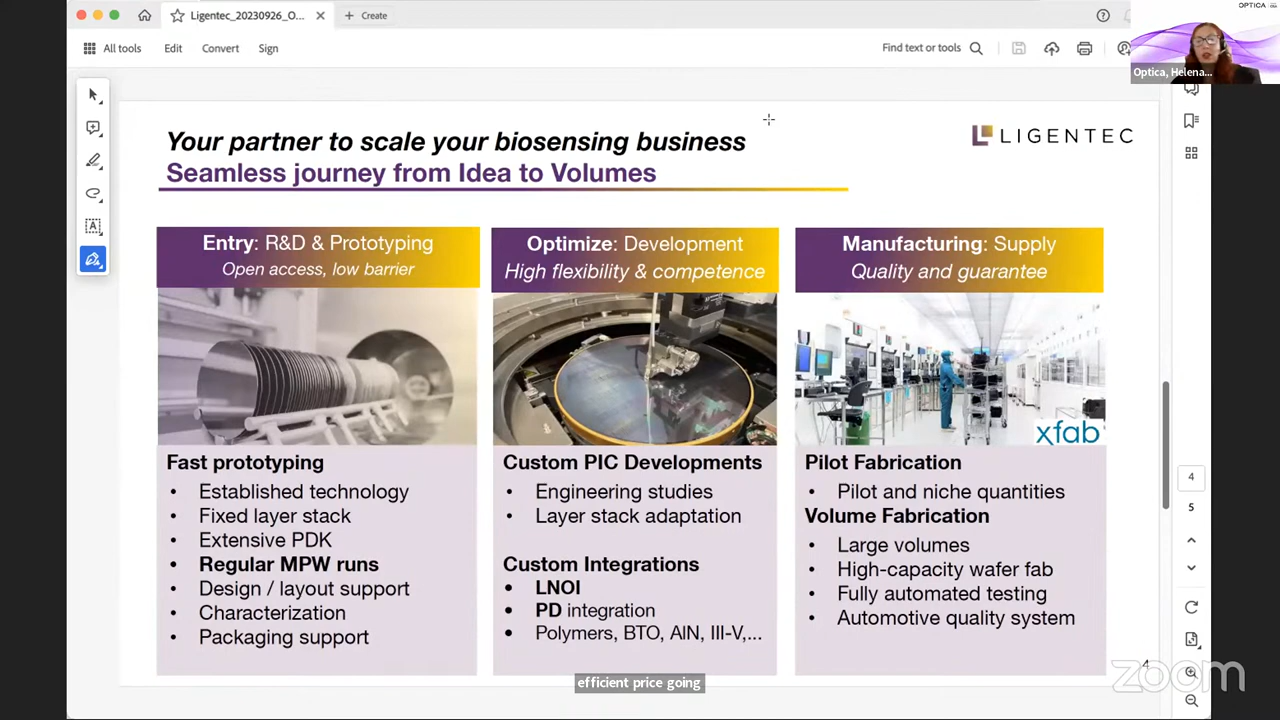 Ligentec_20230926_O...
Create
OPTICA
All tools
Edit
Convert
Sign
Find text or tools
Optica, Helena...
Your partner to scale your biosensing business
Seamless journey from Idea to Volumes
LIGENTEC
Entry: R&D & Prototyping
Open access, low barrier
Fast prototyping
• Established technology
• Fixed layer stack
• Extensive PDK
• Regular MPW runs
• Design / layout support
• Characterization
• Packaging support
Optimize: Development
High flexibility & competence
Custom PIC Developments
• Engineering studies
• Layer stack adaptation
Custom Integrations
• LNOI
• PD integration
• Polymers, BTO, AlN, III-V,...
Manufacturing: Supply
Quality and guarantee
xfab
Pilot Fabrication
• Pilot and niche quantities
Volume Fabrication
• Large volumes
• High-capacity wafer fab
• Fully automated testing
• Automotive quality system
4
5
4
zoom
efficient price going